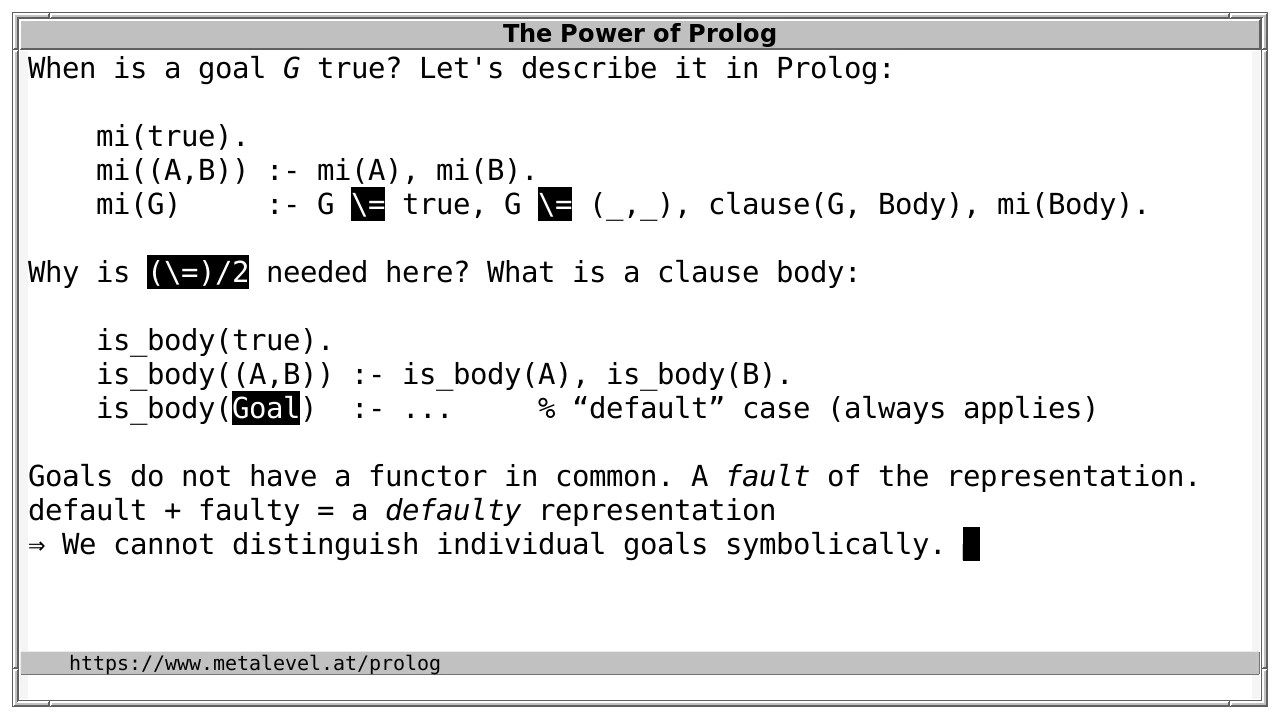 The Power of Prolog
When is a goal G true? Let's describe it in Prolog:
mi(true).
mi((A,B)) :- mi(A), mi(B).
mi(G)     :- G \= true, G \= (_,_), clause(G, Body), mi(Body).
Why is (\=)/2 needed here? What is a clause body:
is_body(true).
is_body((A,B)) :- is_body(A), is_body(B).
is_body(Goal)  :- ...     % “default” case (always applies)
Goals do not have a functor in common. A fault of the representation.
default + faulty = a defaulty representation
⇒ We cannot distinguish individual goals symbolically.
https://www.metalevel.at/prolog